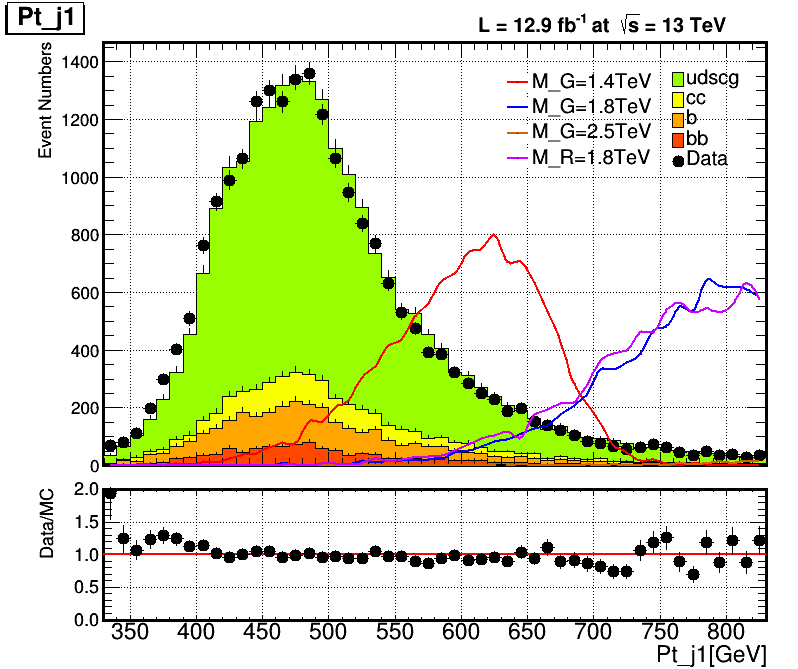 Pt_j1
L = 12.9 fb⁻¹ at √s = 13 TeV
Event Numbers
1400
1200
1000
800
600
400
200
0
M_G=1.4TeV
M_G=1.8TeV
M_G=2.5TeV
M_R=1.8TeV
udscg
cc
b
bb
Data
Data/MC
2.0
1.5
1.0
0.5
0.0
350 400 450 500 550 600 650 700 750 800
Pt_j1[GeV]